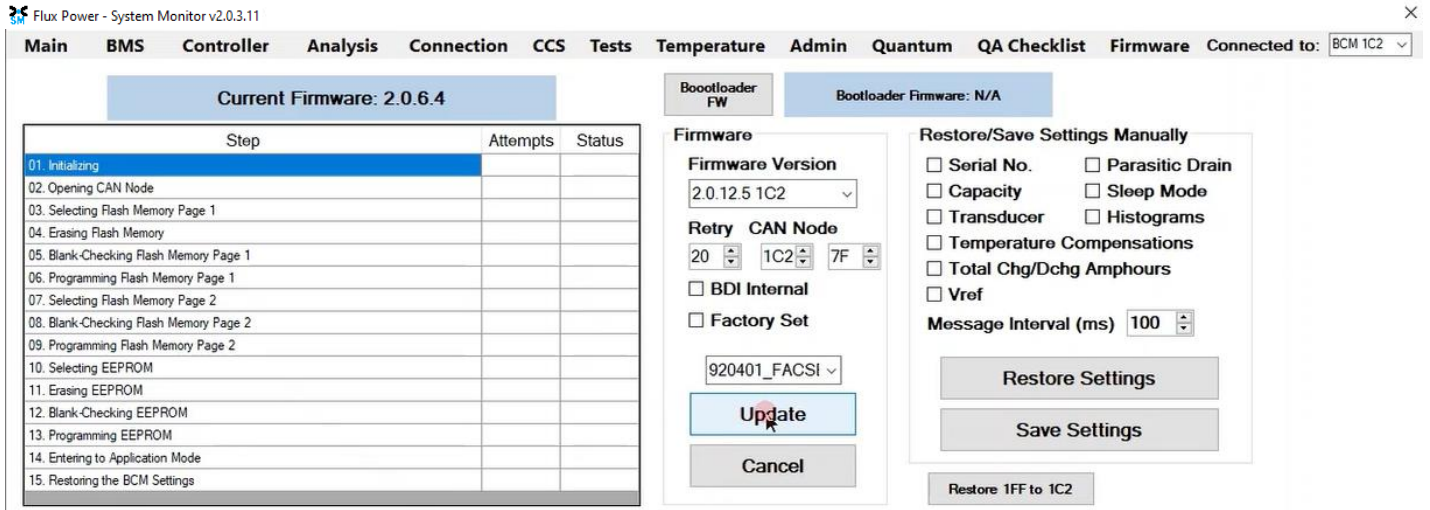 Flux Power - System Monitor v2.0.3.11
Main BMS Controller Analysis Connection CCS Tests Temperature Admin Quantum QA Checklist Firmware Connected to: BCM 1C2
Current Firmware: 2.0.6.4
Step Attempts Status
01. Initializing
02. Opening CAN Node
03. Selecting Flash Memory Page 1
04. Erasing Flash Memory
05. Blank-Checking Flash Memory Page 1
06. Programming Flash Memory Page 1
07. Selecting Flash Memory Page 2
08. Blank-Checking Flash Memory Page 2
09. Programming Flash Memory Page 2
10. Selecting EEPROM
11. Erasing EEPROM
12. Blank-Checking EEPROM
13. Programming EEPROM
14. Entering to Application Mode
15. Restoring the BCM Settings
Boootloader
FW
Bootloader Firmware: N/A
Firmware
Firmware Version
2.0.12.5 1C2
Retry CAN Node
20 1C2 7F
BDI Internal
Factory Set
920401_FACSI
Update
Cancel
Restore/Save Settings Manually
Serial No. Parasitic Drain
Capacity Sleep Mode
Transducer Histograms
Temperature Compensations
Total Chg/Dchg Amphours
Vref
Message Interval (ms) 100
Restore Settings
Save Settings
Restore 1FF to 1C2